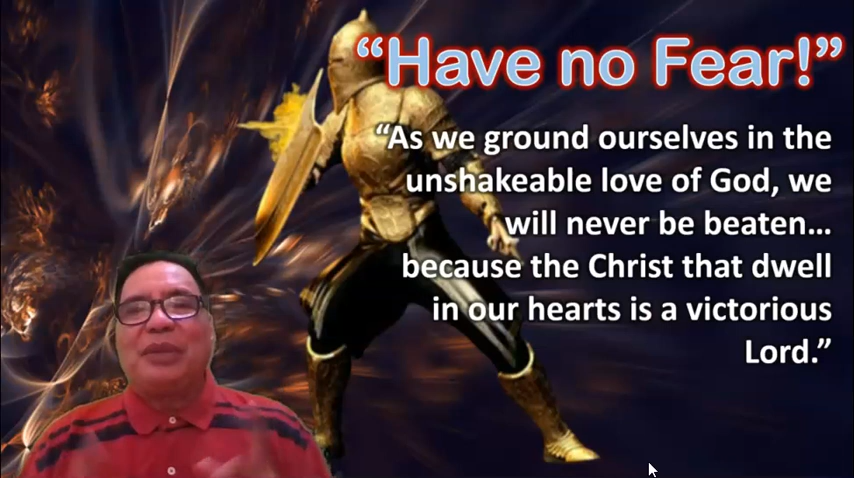 “Have no Fear!”
“As we ground ourselves in the
unshakeable love of God, we
will never be beaten...
because the Christ that dwell
in our hearts is a victorious
Lord.”